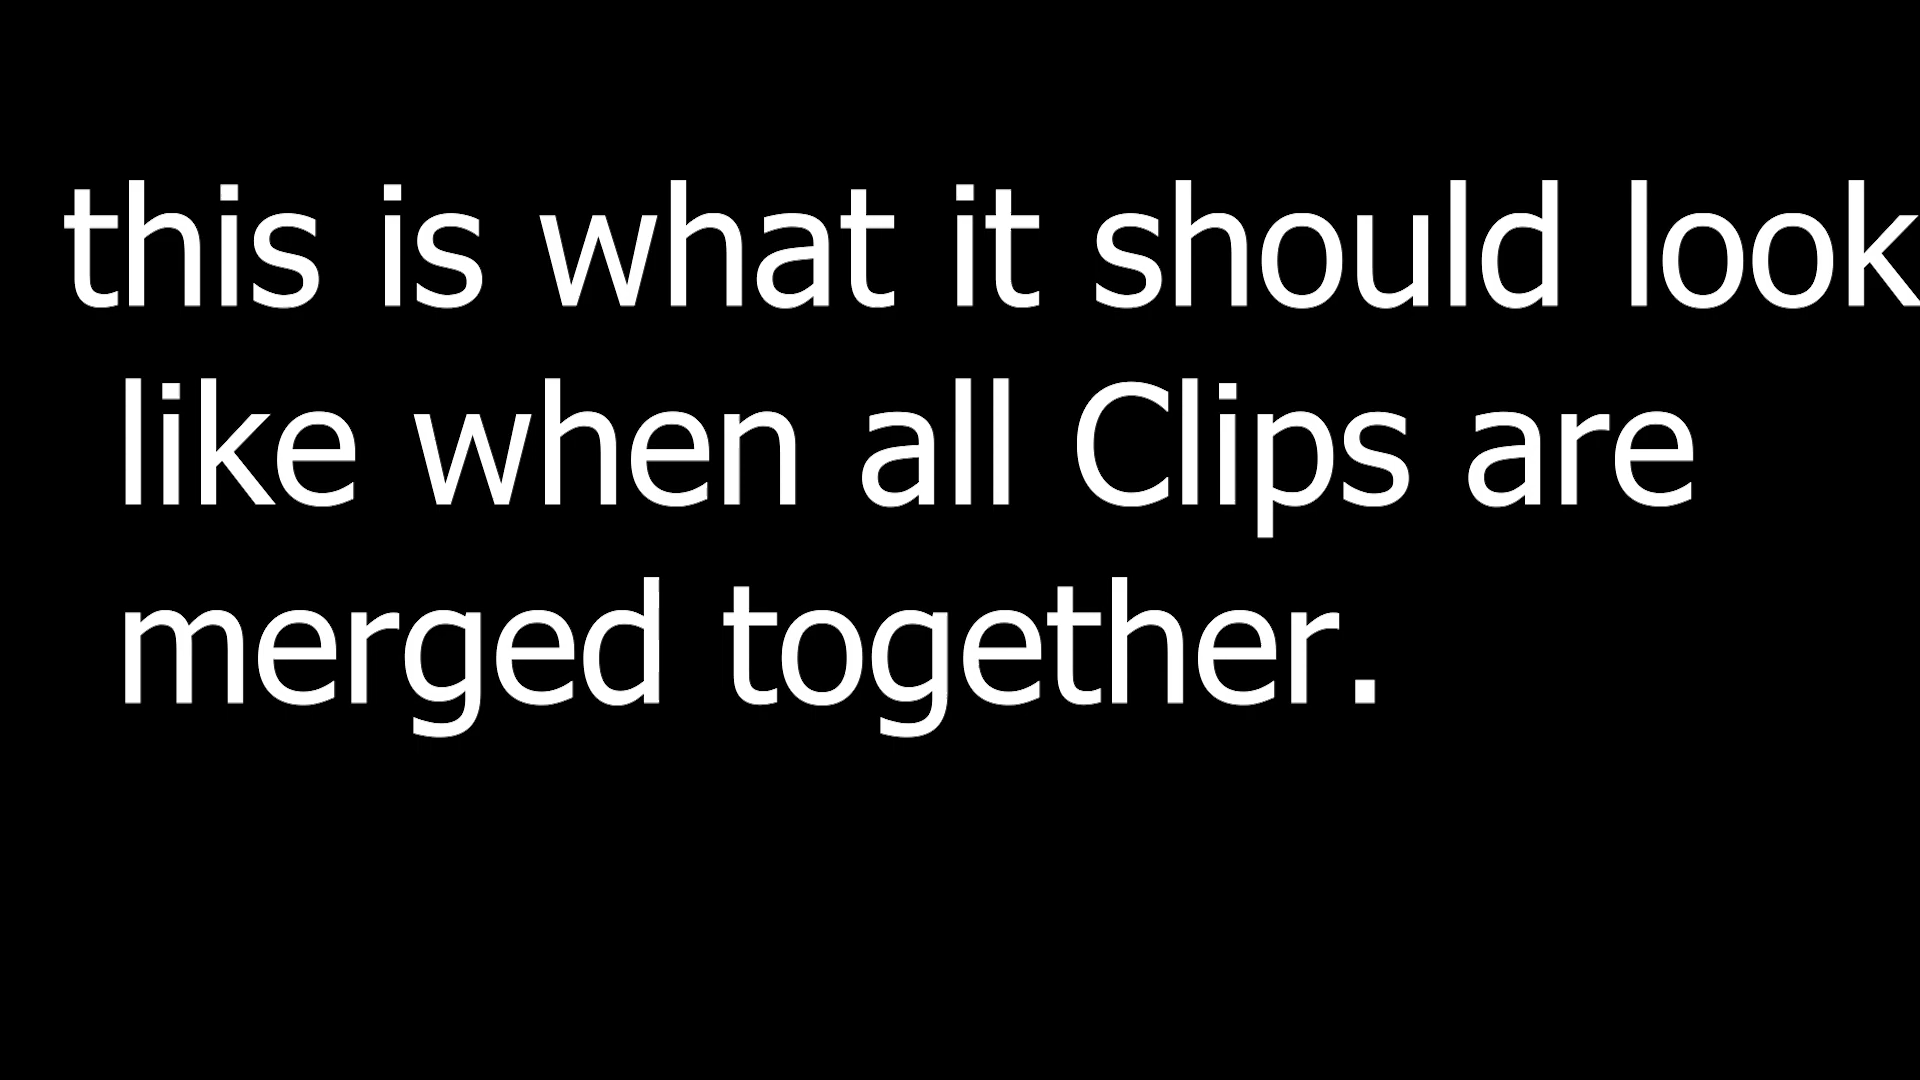 this is what it should look
like when all Clips are
merged together.